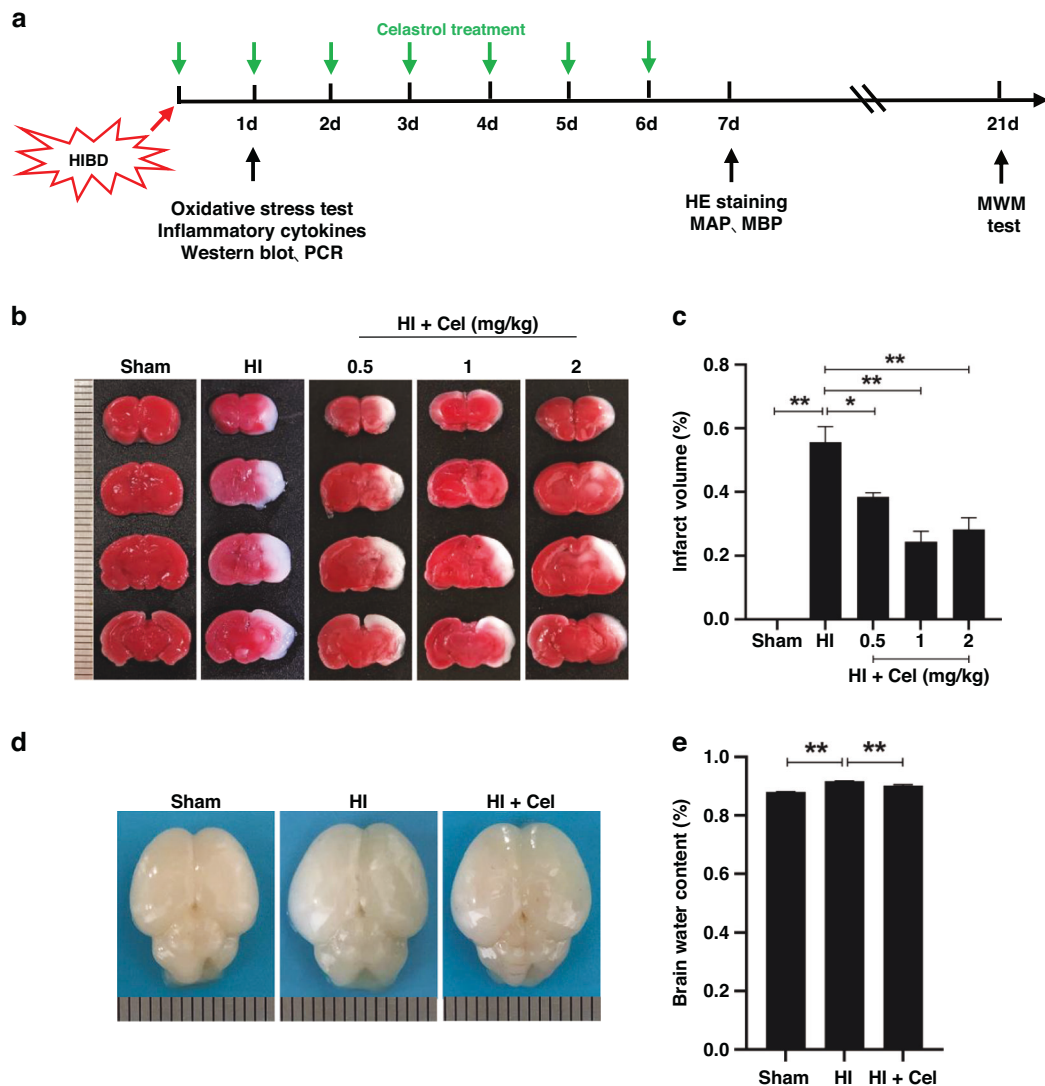 a
Celastrol treatment
1d 2d 3d 4d 5d 6d 7d 21d
HIBD
Oxidative stress test
Inflammatory cytokines
Western blot、PCR
HE staining
MAP、MBP
MWM
test
b
HI + Cel (mg/kg)
Sham HI 0.5 1 2
c
Infarct volume (%)
0.8
0.6
0.4
0.2
0.0
** * ** **
Sham HI 0.5 1 2
HI + Cel (mg/kg)
d
Sham HI HI + Cel
e
Brain water content (%)
1.0
0.8
0.6
0.4
0.2
0.0
** **
Sham HI HI + Cel